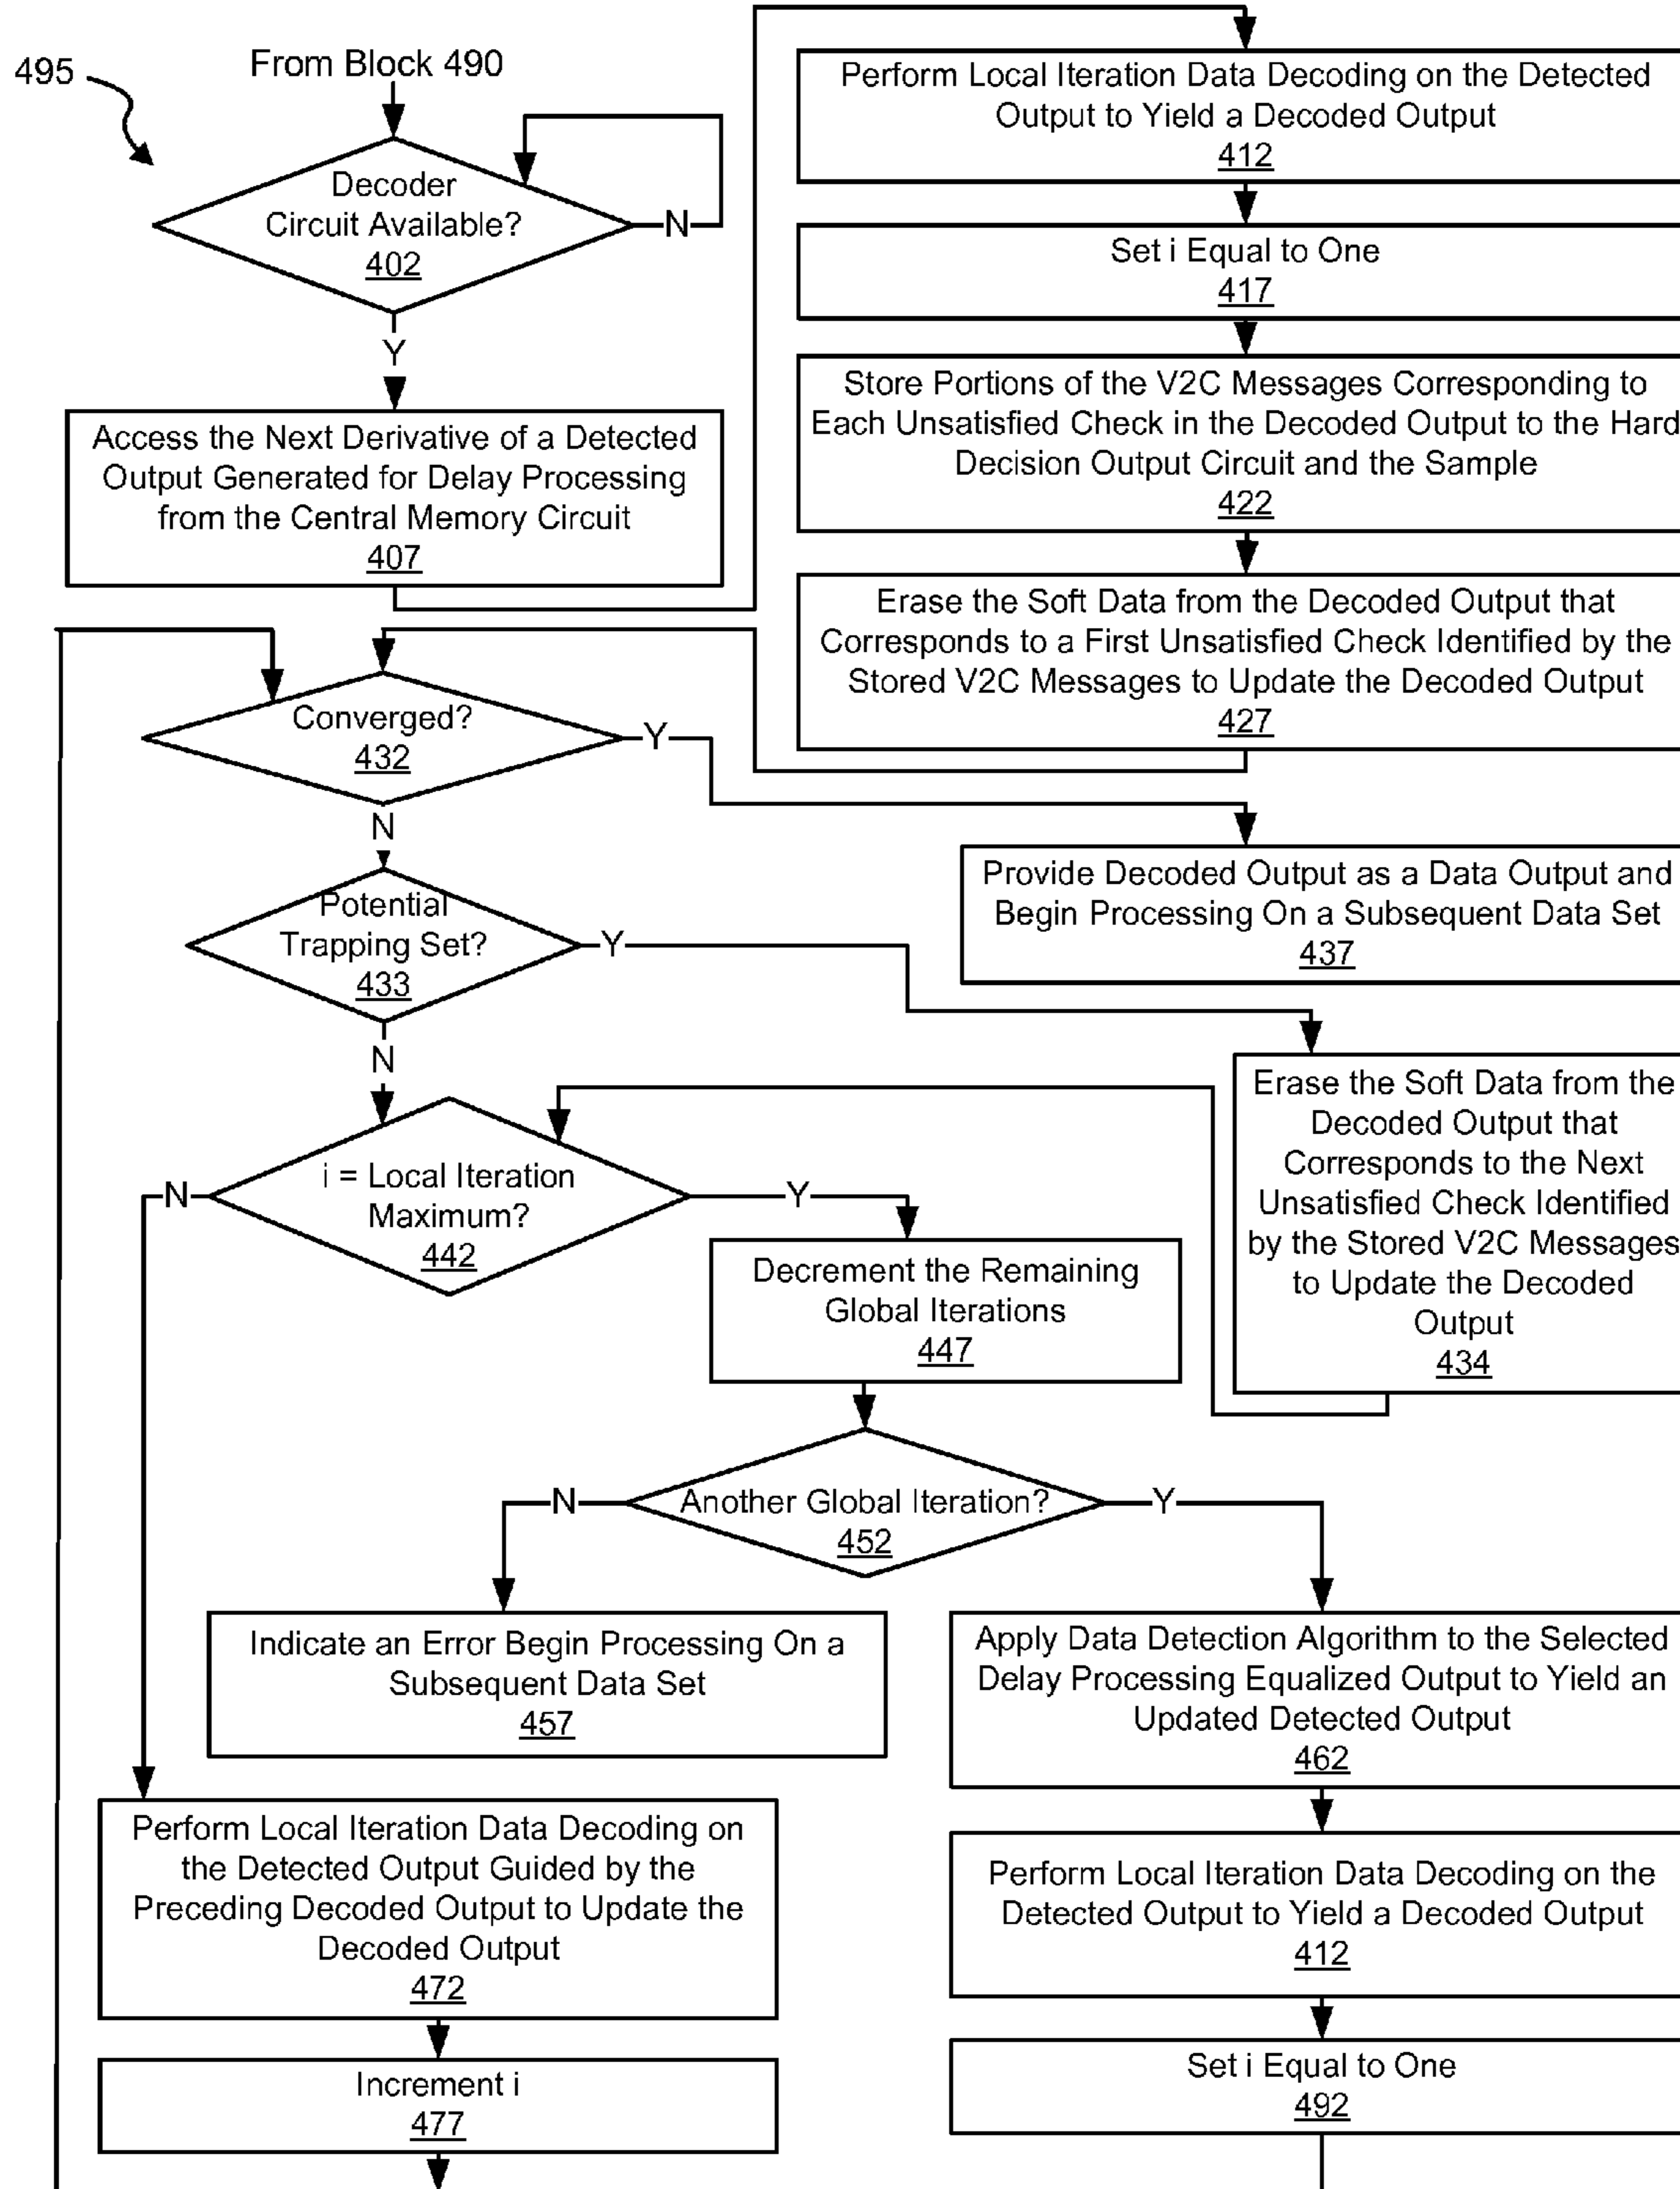 495
From Block 490
Decoder
Circuit Available?
402
N
Y
Access the Next Derivative of a Detected
Output Generated for Delay Processing
from the Central Memory Circuit
407
Perform Local Iteration Data Decoding on the Detected
Output to Yield a Decoded Output
412
Set i Equal to One
417
Store Portions of the V2C Messages Corresponding to
Each Unsatisfied Check in the Decoded Output to the Hard
Decision Output Circuit and the Sample
422
Erase the Soft Data from the Decoded Output that
Corresponds to a First Unsatisfied Check Identified by the
Stored V2C Messages to Update the Decoded Output
427
Converged?
432
Y
N
Provide Decoded Output as a Data Output and
Begin Processing On a Subsequent Data Set
437
Potential
Trapping Set?
433
Y
N
Erase the Soft Data from the
Decoded Output that
Corresponds to the Next
Unsatisfied Check Identified
by the Stored V2C Messages
to Update the Decoded
Output
434
i = Local Iteration
Maximum?
442
N
Y
Decrement the Remaining
Global Iterations
447
Another Global Iteration?
452
N
Y
Indicate an Error Begin Processing On a
Subsequent Data Set
457
Apply Data Detection Algorithm to the Selected
Delay Processing Equalized Output to Yield an
Updated Detected Output
462
Perform Local Iteration Data Decoding on
the Detected Output Guided by the
Preceding Decoded Output to Update the
Decoded Output
472
Perform Local Iteration Data Decoding on the
Detected Output to Yield a Decoded Output
412
Increment i
477
Set i Equal to One
492